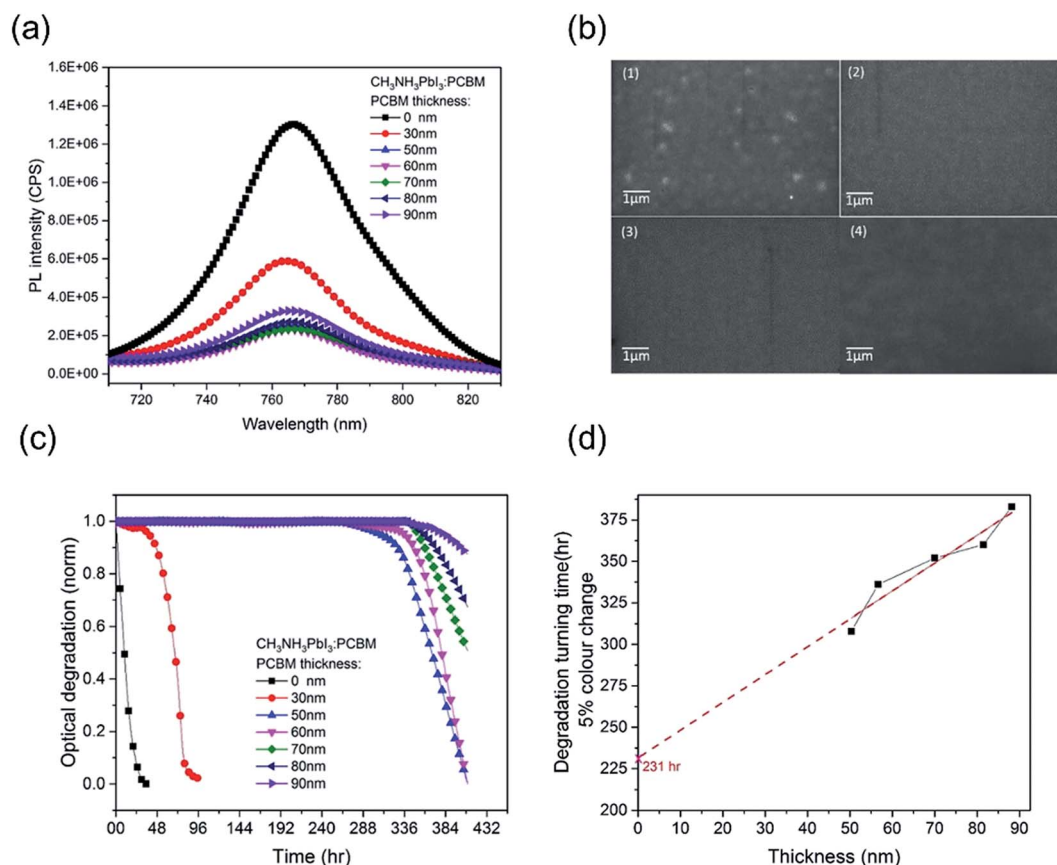 (a)
1.6E+06
1.4E+06
1.2E+06
1.0E+06
8.0E+05
6.0E+05
4.0E+05
2.0E+05
0.0E+00
PL intensity (CPS)
720 740 760 780 800 820
Wavelength (nm)
CH₃NH₃PbI₃:PCBM
PCBM thickness:
0 nm
30nm
50nm
60nm
70nm
80nm
90nm
(b)
(1)
1μm
(2)
1μm
(3)
1μm
(4)
1μm
(c)
1.0
0.8
0.6
0.4
0.2
0.0
Optical degradation (norm)
00 48 96 144 192 240 288 336 384 432
Time (hr)
CH₃NH₃PbI₃:PCBM
PCBM thickness:
0 nm
30nm
50nm
60nm
70nm
80nm
90nm
(d)
375
350
325
300
275
250
225
200
Degradation turning time(hr)
5% colour change
231 hr
0 10 20 30 40 50 60 70 80 90
Thickness (nm)